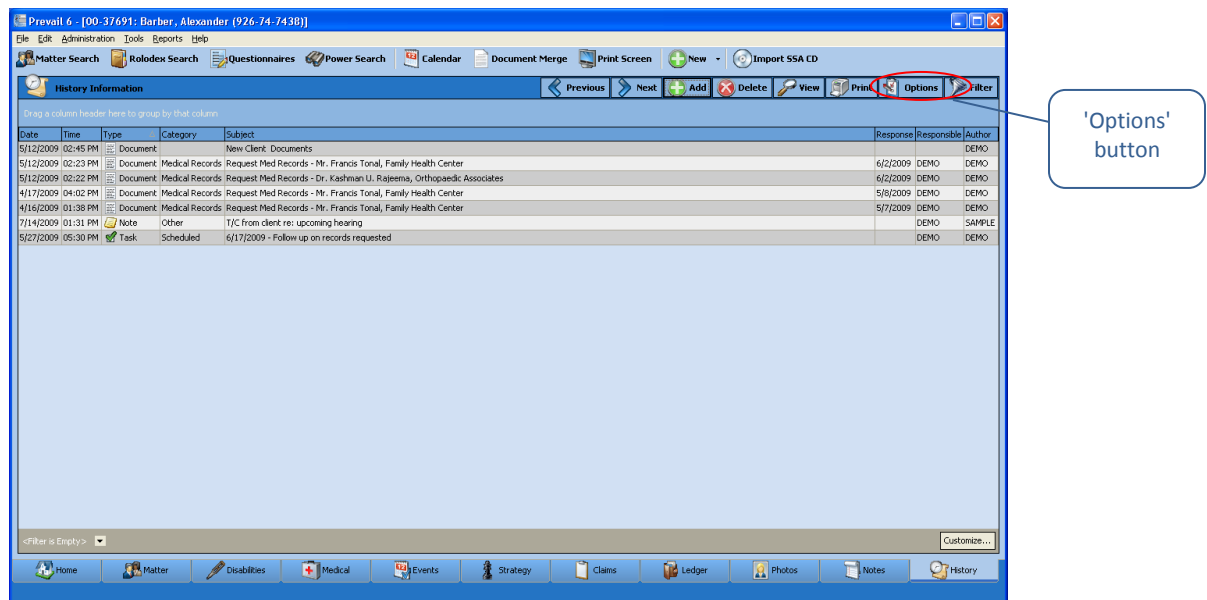 Prevail 6 - [00-37691: Barber, Alexander (926-74-7438)]
File Edit Administration Tools Reports Help
Matter Search Rolodex Search Questionnaires Power Search Calendar Document Merge Print Screen New Import SSA CD
History Information Previous Next Add Delete View Print Options Filter
'Options' button
Drag a column header here to group by that column
Date Time Type Category Subject Response Responsible Author
5/12/2009 02:45 PM Document New Client Documents DEMO
5/12/2009 02:23 PM Document Medical Records Request Med Records - Mr. Francis Tonal, Family Health Center 6/2/2009 DEMO DEMO
5/12/2009 02:22 PM Document Medical Records Request Med Records - Dr. Kashman U. Rajeema, Orthopaedic Associates 6/2/2009 DEMO DEMO
4/17/2009 04:02 PM Document Medical Records Request Med Records - Mr. Francis Tonal, Family Health Center 5/8/2009 DEMO DEMO
4/16/2009 01:38 PM Document Medical Records Request Med Records - Mr. Francis Tonal, Family Health Center 5/7/2009 DEMO DEMO
7/14/2009 01:31 PM Note Other T/C from client re: upcoming hearing DEMO SAMPLE
5/27/2009 05:30 PM Task Scheduled 6/17/2009 - Follow up on records requested DEMO DEMO
<Filter is Empty> Customize...
Home Matter Disabilities Medical Events Strategy Claims Ledger Photos Notes History